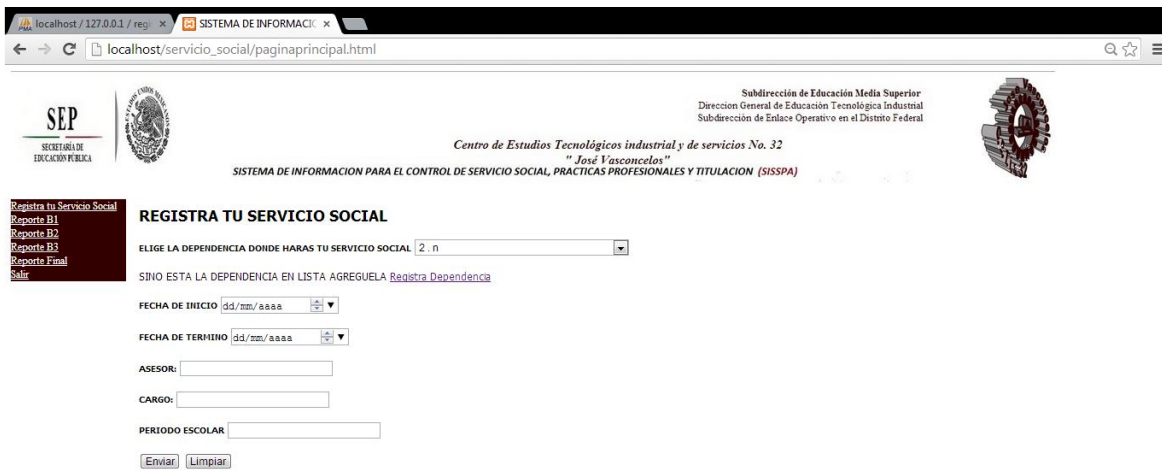 localhost / 127.0.0.1 / regi
SISTEMA DE INFORMACIC
localhost/servicio_social/paginaprincipal.html
SEP
SECRETARÍA DE
EDUCACIÓN PÚBLICA
ESTADOS UNIDOS MEXICANOS
Subdirección de Educación Media Superior
Direccion General de Educación Tecnológica Industrial
Subdirección de Enlace Operativo en el Distrito Federal
Centro de Estudios Tecnológicos industrial y de servicios No. 32
" José Vasconcelos"
SISTEMA DE INFORMACION PARA EL CONTROL DE SERVICIO SOCIAL, PRACTICAS PROFESIONALES Y TITULACION (SISSPA)
Registra tu Servicio Social
Reporte B1
Reporte B2
Reporte B3
Reporte Final
Salir
REGISTRA TU SERVICIO SOCIAL
ELIGE LA DEPENDENCIA DONDE HARAS TU SERVICIO SOCIAL 2 . n
SINO ESTA LA DEPENDENCIA EN LISTA AGREGUELA Registra Dependencia
FECHA DE INICIO dd/mm/aaaa
FECHA DE TERMINO dd/mm/aaaa
ASESOR:
CARGO:
PERIODO ESCOLAR
Enviar Limpiar